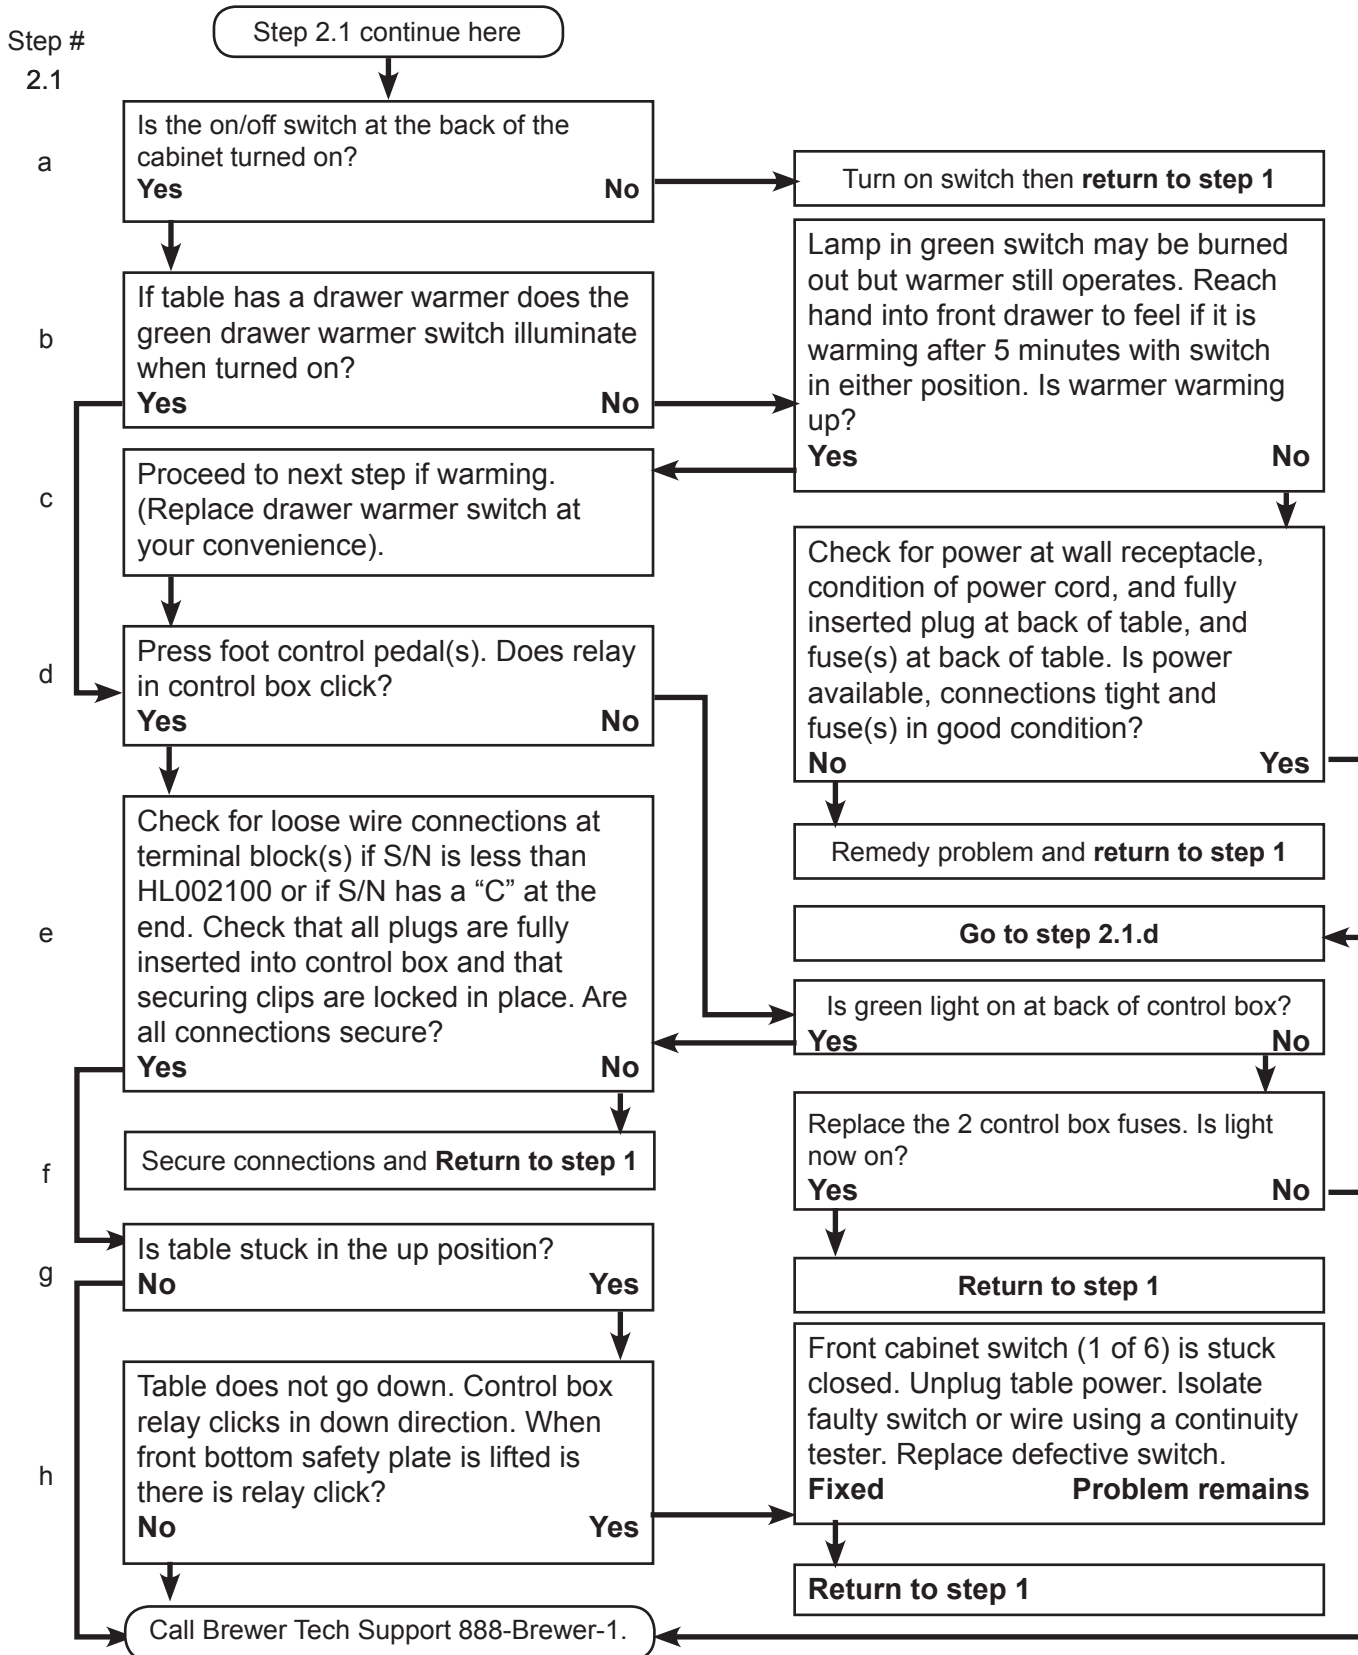 Step #
2.1
Step 2.1 continue here
a
Is the on/off switch at the back of the
cabinet turned on?
Yes No
Turn on switch then return to step 1
b
If table has a drawer warmer does the
green drawer warmer switch illuminate
when turned on?
Yes No
Lamp in green switch may be burned
out but warmer still operates. Reach
hand into front drawer to feel if it is
warming after 5 minutes with switch
in either position. Is warmer warming
up?
Yes No
c
Proceed to next step if warming.
(Replace drawer warmer switch at
your convenience).
Check for power at wall receptacle,
condition of power cord, and fully
inserted plug at back of table, and
fuse(s) at back of table. Is power
available, connections tight and
fuse(s) in good condition?
No Yes
d
Press foot control pedal(s). Does relay
in control box click?
Yes No
Remedy problem and return to step 1
e
Check for loose wire connections at
terminal block(s) if S/N is less than
HL002100 or if S/N has a “C” at the
end. Check that all plugs are fully
inserted into control box and that
securing clips are locked in place. Are
all connections secure?
Yes No
Go to step 2.1.d
Is green light on at back of control box?
Yes No
f
Secure connections and Return to step 1
Replace the 2 control box fuses. Is light
now on?
Yes No
g
Is table stuck in the up position?
No Yes
Return to step 1
h
Table does not go down. Control box
relay clicks in down direction. When
front bottom safety plate is lifted is
there is relay click?
No Yes
Front cabinet switch (1 of 6) is stuck
closed. Unplug table power. Isolate
faulty switch or wire using a continuity
tester. Replace defective switch.
Fixed Problem remains
Return to step 1
Call Brewer Tech Support 888-Brewer-1.